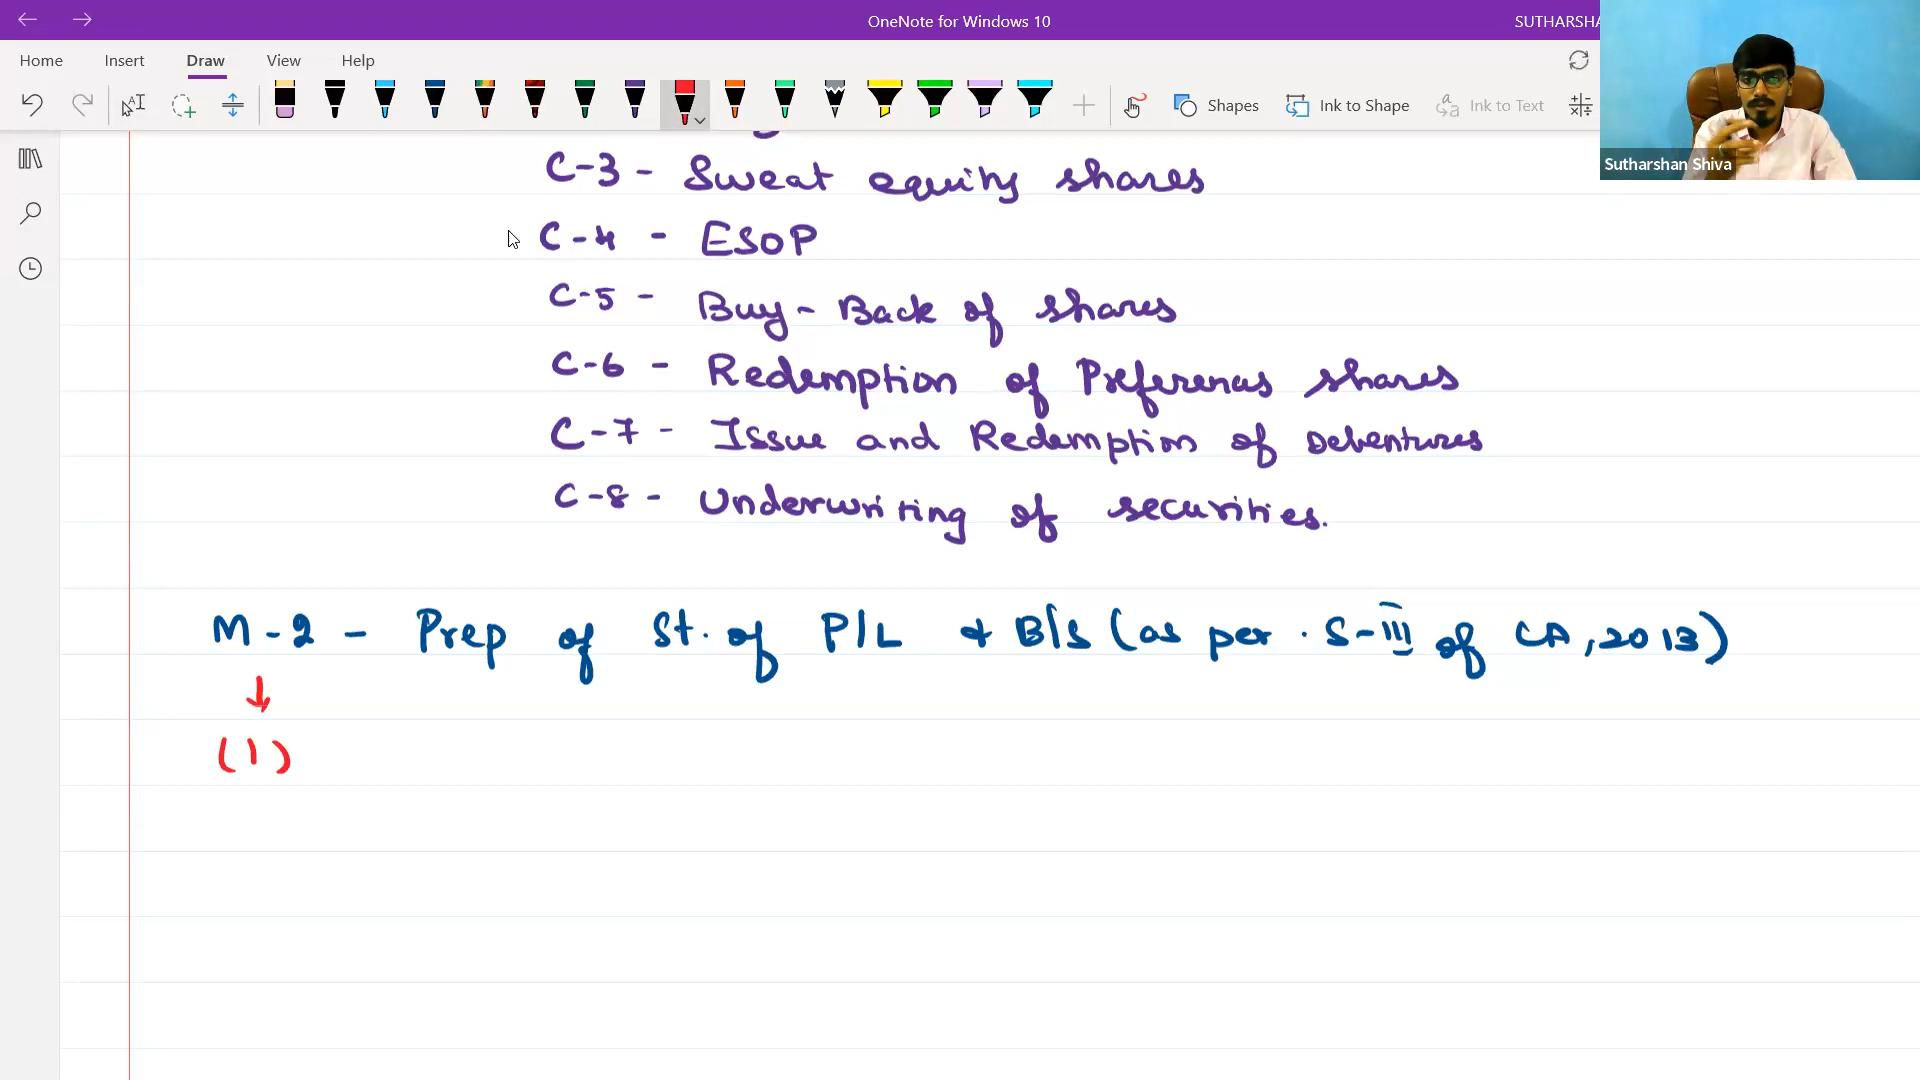 OneNote for Windows 10
SUTHARSHA
Home Insert Draw View Help
Shapes Ink to Shape Ink to Text
Sutharshan Shiva
C-3 - Sweat equity shares
C-4 - ESOP
C-5 - Buy-Back of shares
C-6 - Redemption of Preferenas shares
C-7 - Issue and Redemption of Debentures
C-8 - Underwriting of securities.
M-2 - Prep of St. of P/L & B/S (as per. S-III of CA, 2013)
↓
(1)